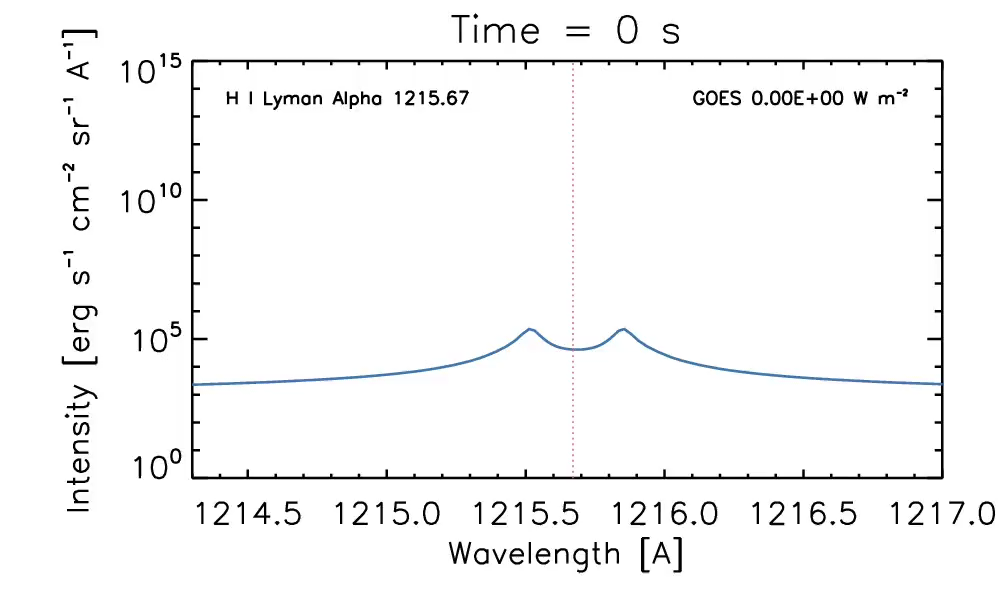 Time = 0 s
H I Lyman Alpha 1215.67
GOES 0.00E+00 W m⁻²
Intensity [erg s⁻¹ cm⁻² sr⁻¹ A⁻¹]
10¹⁵
10¹⁰
10⁵
10⁰
1214.5 1215.0 1215.5 1216.0 1216.5 1217.0
Wavelength [A]